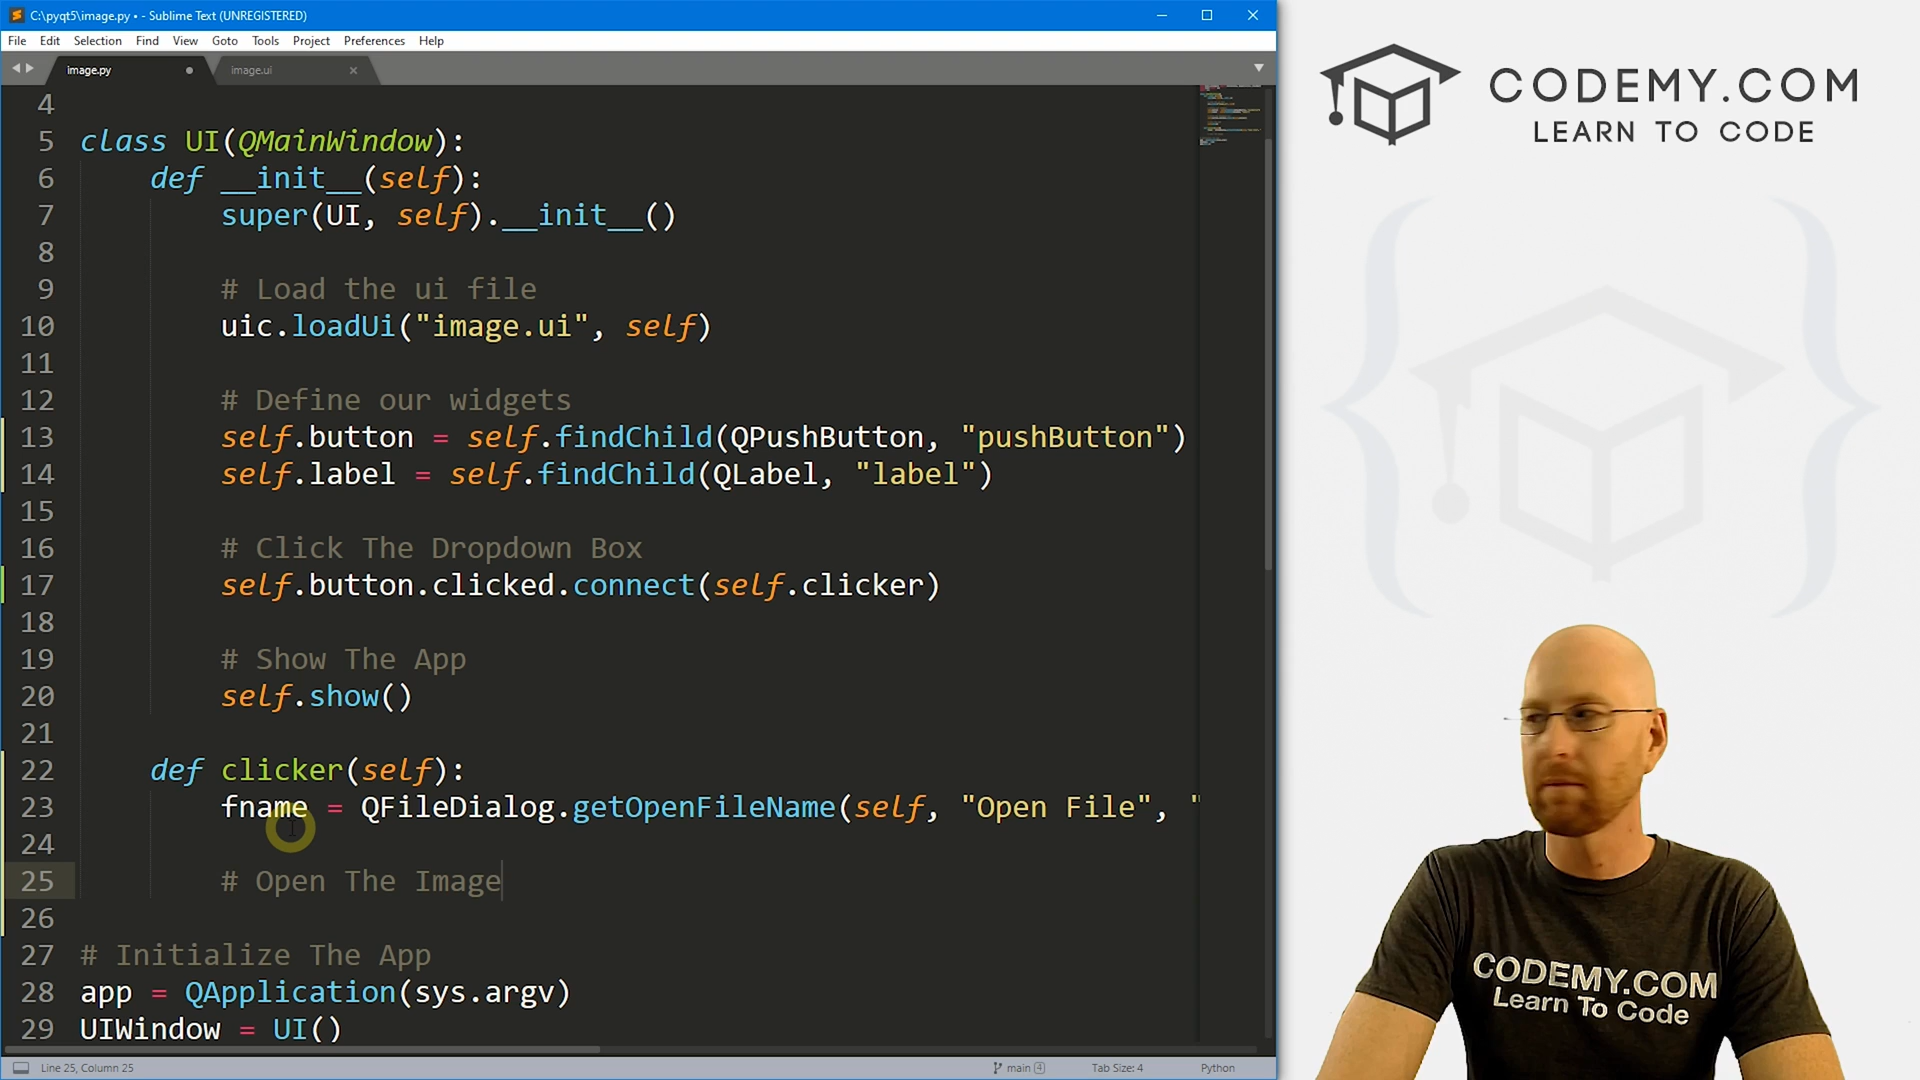 C:\pyqt5\image.py • - Sublime Text (UNREGISTERED)
File Edit Selection Find View Goto Tools Project Preferences Help
image.py image.ui
4
5 class UI(QMainWindow):
6 def __init__(self):
7 super(UI, self).__init__()
8
9 # Load the ui file
10 uic.loadUi("image.ui", self)
11
12 # Define our widgets
13 self.button = self.findChild(QPushButton, "pushButton")
14 self.label = self.findChild(QLabel, "label")
15
16 # Click The Dropdown Box
17 self.button.clicked.connect(self.clicker)
18
19 # Show The App
20 self.show()
21
22 def clicker(self):
23 fname = QFileDialog.getOpenFileName(self, "Open File", "
24
25 # Open The Image
26
27 # Initialize The App
28 app = QApplication(sys.argv)
29 UIWindow = UI()
Line 25, Column 25 main 4 Tab Size: 4 Python
CODEMY.COM
LEARN TO CODE
CODEMY.COM
Learn To Code